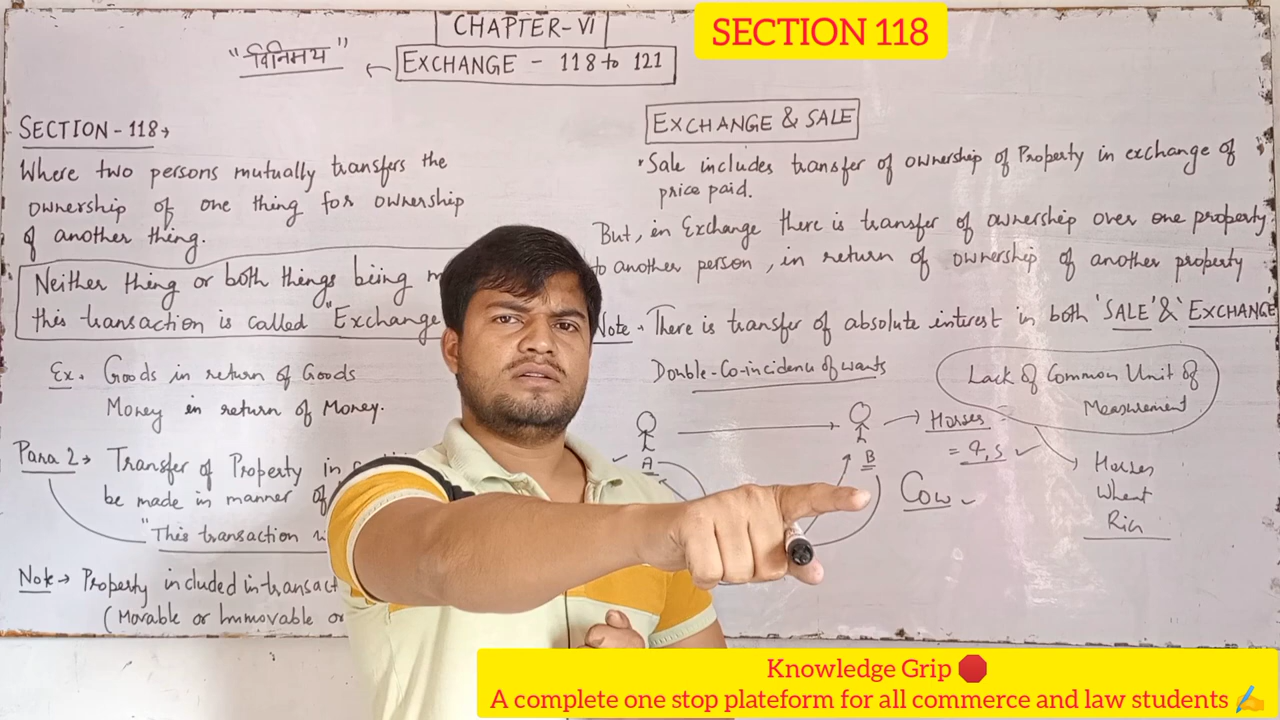 SECTION 118
CHAPTER-VI
"विनिमय"
EXCHANGE - 118 to 121
SECTION-118→
Where two persons mutually transfers the
ownership of one thing for ownership
of another thing.
Neither thing or both things being
this transaction is called "Exchange
Ex. Goods in return of Goods
Money in return of Money.
Para 2→ Transfer of Property in
be made in manner of
"This transaction
Note→ Property included in
(Movable or Immovable or
EXCHANGE & SALE
Sale includes transfer of ownership of Property in exchange of
price paid.
But, in Exchange there is transfer of ownership over one property
to another person, in return of ownership of another property
Note → There is transfer of absolute interest in both 'SALE' & 'EXCHANGE
Double-Co-incidence of wants
Lack of Common Unit of
Measurement
A
B
Horses
Cow
Horses
Wheat
Knowledge Grip 🛑
A complete one stop plateform for all commerce and law students ✍️